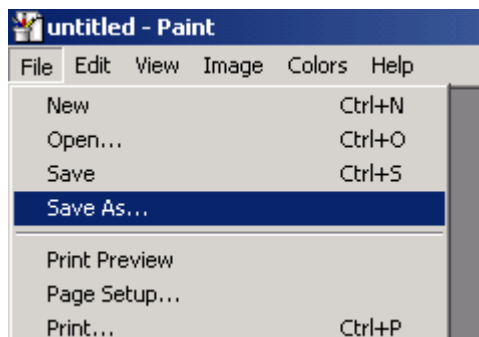 untitled - Paint
File Edit View Image Colors Help
New Ctrl+N
Open... Ctrl+O
Save Ctrl+S
Save As...
Print Preview
Page Setup...
Print... Ctrl+P